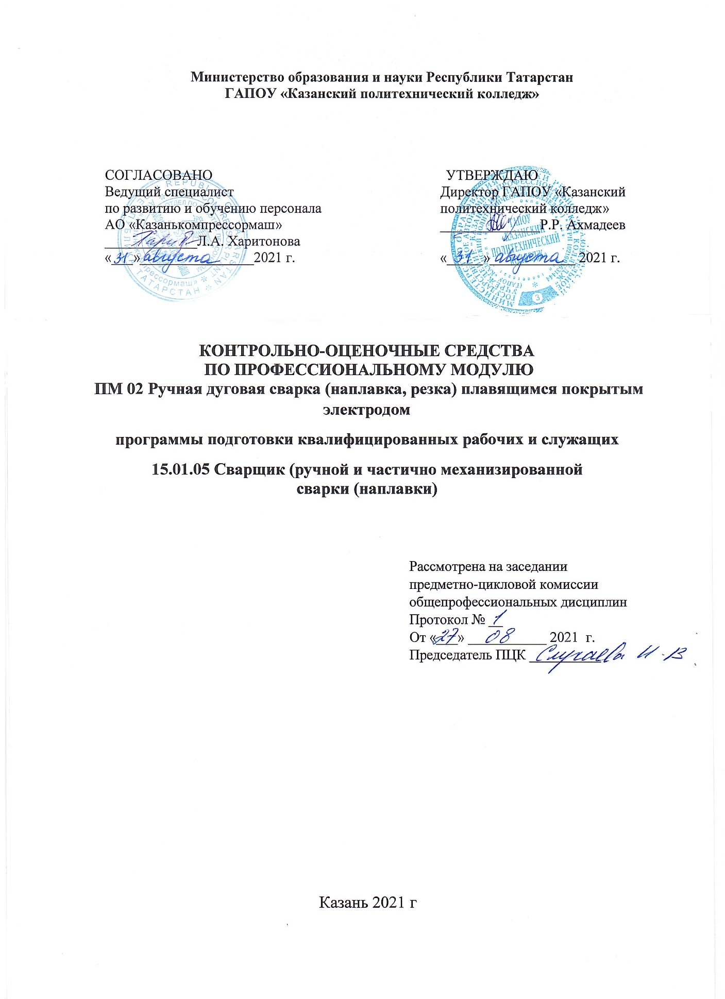 Министерство образования и науки Республики Татарстан
ГАПОУ «Казанский политехнический колледж»
СОГЛАСОВАНО
Ведущий специалист
по развитию и обучению персонала
АО «Казанькомпрессормаш»
Л.А. Харитонова
«31» августа 2021 г.
УТВЕРЖДАЮ
Директор ГАПОУ «Казанский
политехнический колледж»
Р.Р. Ахмадеев
«31» августа 2021 г.
КОНТРОЛЬНО-ОЦЕНОЧНЫЕ СРЕДСТВА
ПО ПРОФЕССИОНАЛЬНОМУ МОДУЛЮ
ПМ 02 Ручная дуговая сварка (наплавка, резка) плавящимся покрытым
электродом
программы подготовки квалифицированных рабочих и служащих
15.01.05 Сварщик (ручной и частично механизированной
сварки (наплавки)
Рассмотрена на заседании
предметно-цикловой комиссии
общепрофессиональных дисциплин
Протокол № 1
От «27» 08 2021 г.
Председатель ПЦК
Казань 2021 г